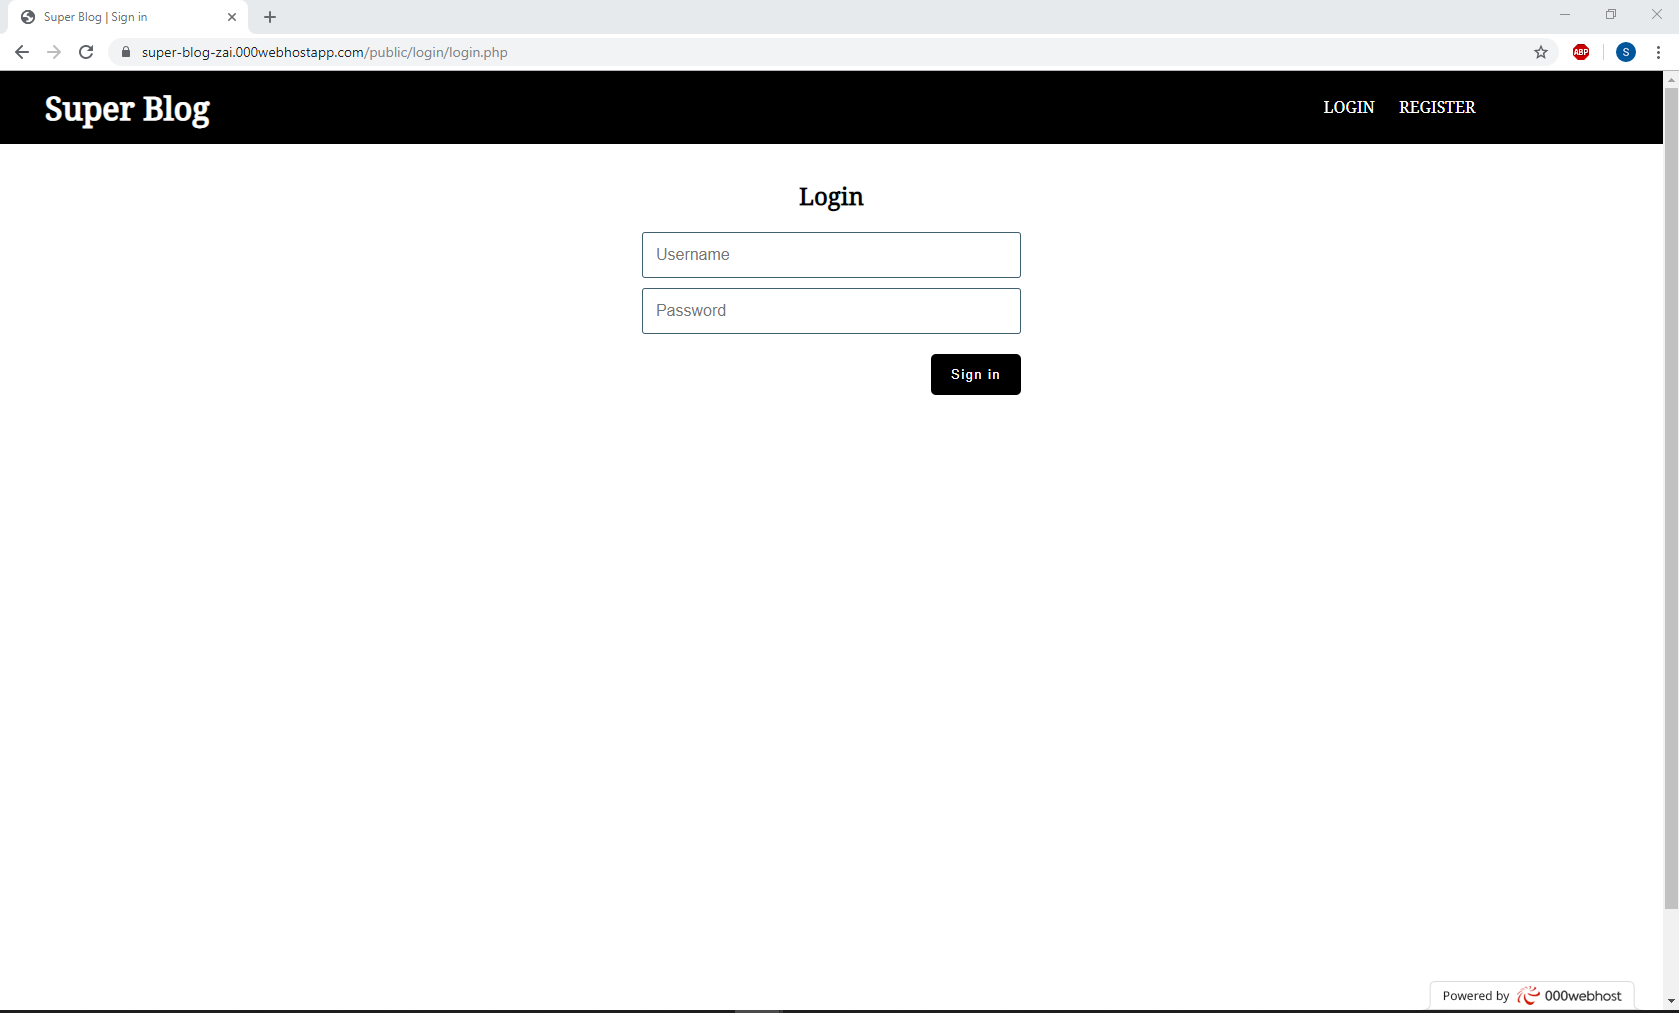 Super Blog | Sign in
super-blog-zai.000webhostapp.com/public/login/login.php
ABP
S
Super Blog
LOGIN REGISTER
Login
Username
Password
Sign in
Powered by 000webhost